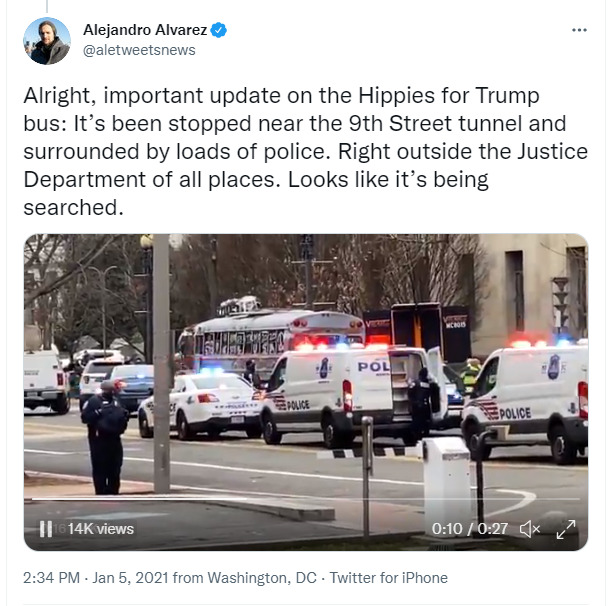 Alejandro Alvarez
@aletweetsnews
Alright, important update on the Hippies for Trump
bus: It’s been stopped near the 9th Street tunnel and
surrounded by loads of police. Right outside the Justice
Department of all places. Looks like it’s being
searched.
POL
POLICE
POLICE
14K views
0:10 / 0:27
2:34 PM · Jan 5, 2021 from Washington, DC · Twitter for iPhone